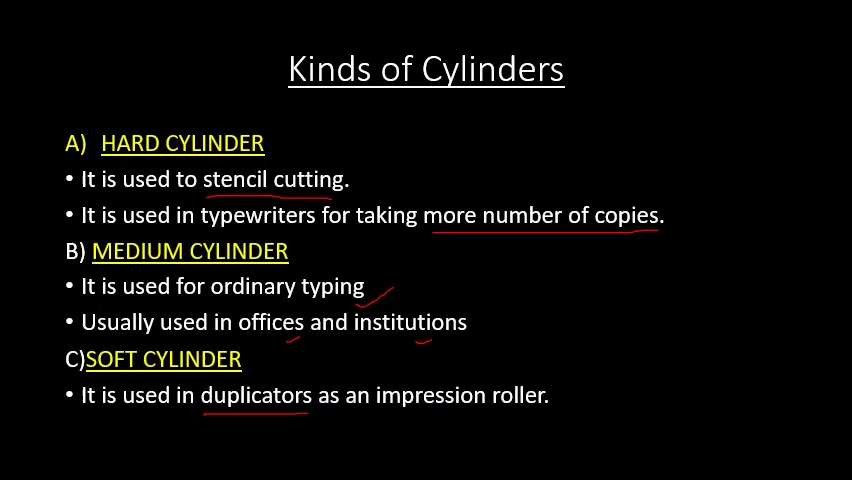 Kinds of Cylinders
A) HARD CYLINDER
• It is used to stencil cutting.
• It is used in typewriters for taking more number of copies.
B) MEDIUM CYLINDER
• It is used for ordinary typing
• Usually used in offices and institutions
C)SOFT CYLINDER
• It is used in duplicators as an impression roller.